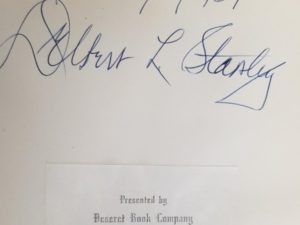 Delbert L Stapley
Presented by
Deseret Book Company